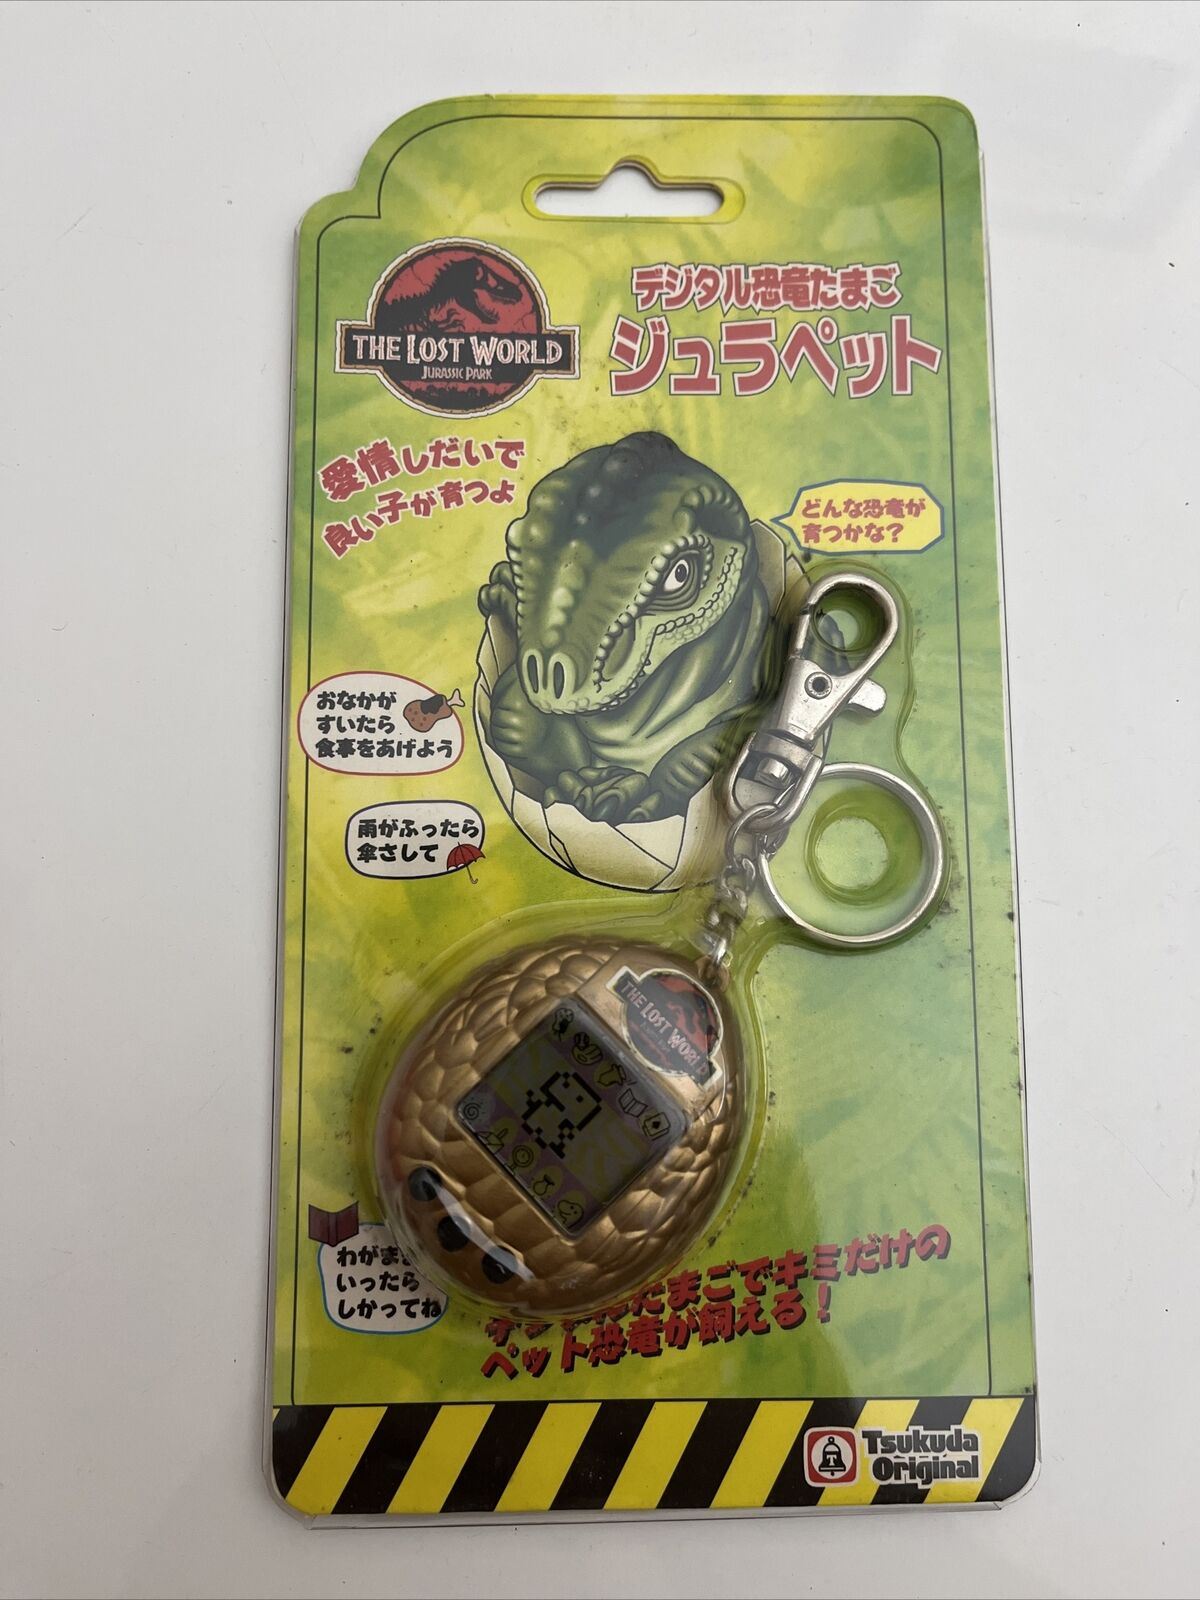 THE LOST WORLD
JURASSIC PARK
デジタル恐竜たまご
ジュラペット
愛情しだいで
良い子が育つよ
どんな恐竜が
育つかな?
おなかが
すいたら
食事をあげよう
雨がふったら
傘さして
THE LOST WORLD
わがま
いったら
しかってね
たまごでキミだけの
ペット恐竜が飼える!
T
Tsukuda
Original